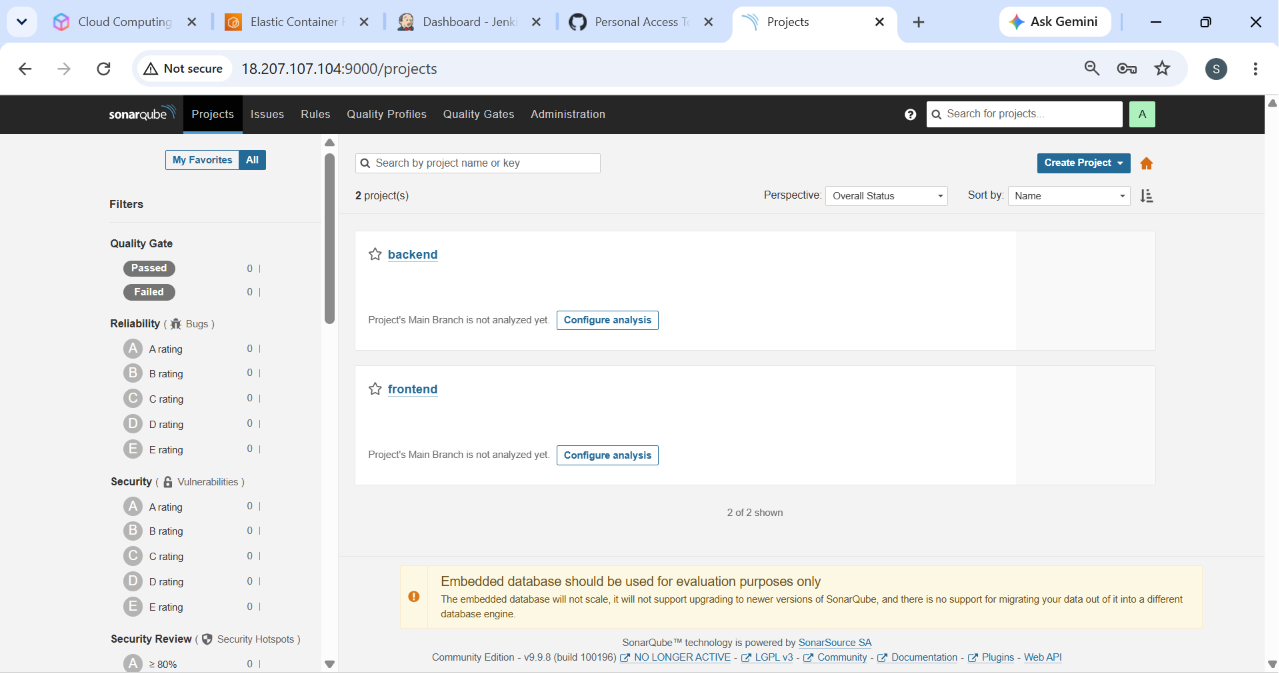 Cloud Computing
Elastic Container
Dashboard - Jenk
Personal Access To
Projects
Ask Gemini
Not secure
18.207.107.104:9000/projects
S
sonarqube
Projects
Issues
Rules
Quality Profiles
Quality Gates
Administration
?
Search for projects...
A
My Favorites
All
Search by project name or key
Create Project
2 project(s)
Perspective:
Overall Status
Sort by:
Name
Filters
Quality Gate
Passed 0
Failed 0
Reliability ( Bugs )
A A rating 0
B B rating 0
C C rating 0
D D rating 0
E E rating 0
Security ( Vulnerabilities )
A A rating 0
B B rating 0
C C rating 0
D D rating 0
E E rating 0
Security Review ( Security Hotspots )
A ≥ 80% 0
backend
Project's Main Branch is not analyzed yet. Configure analysis
frontend
Project's Main Branch is not analyzed yet. Configure analysis
2 of 2 shown
Embedded database should be used for evaluation purposes only
The embedded database will not scale, it will not support upgrading to newer versions of SonarQube, and there is no support for migrating your data out of it into a different
database engine.
SonarQube™ technology is powered by SonarSource SA
Community Edition - v9.9.8 (build 100196) NO LONGER ACTIVE - LGPL v3 - Community - Documentation - Plugins - Web API